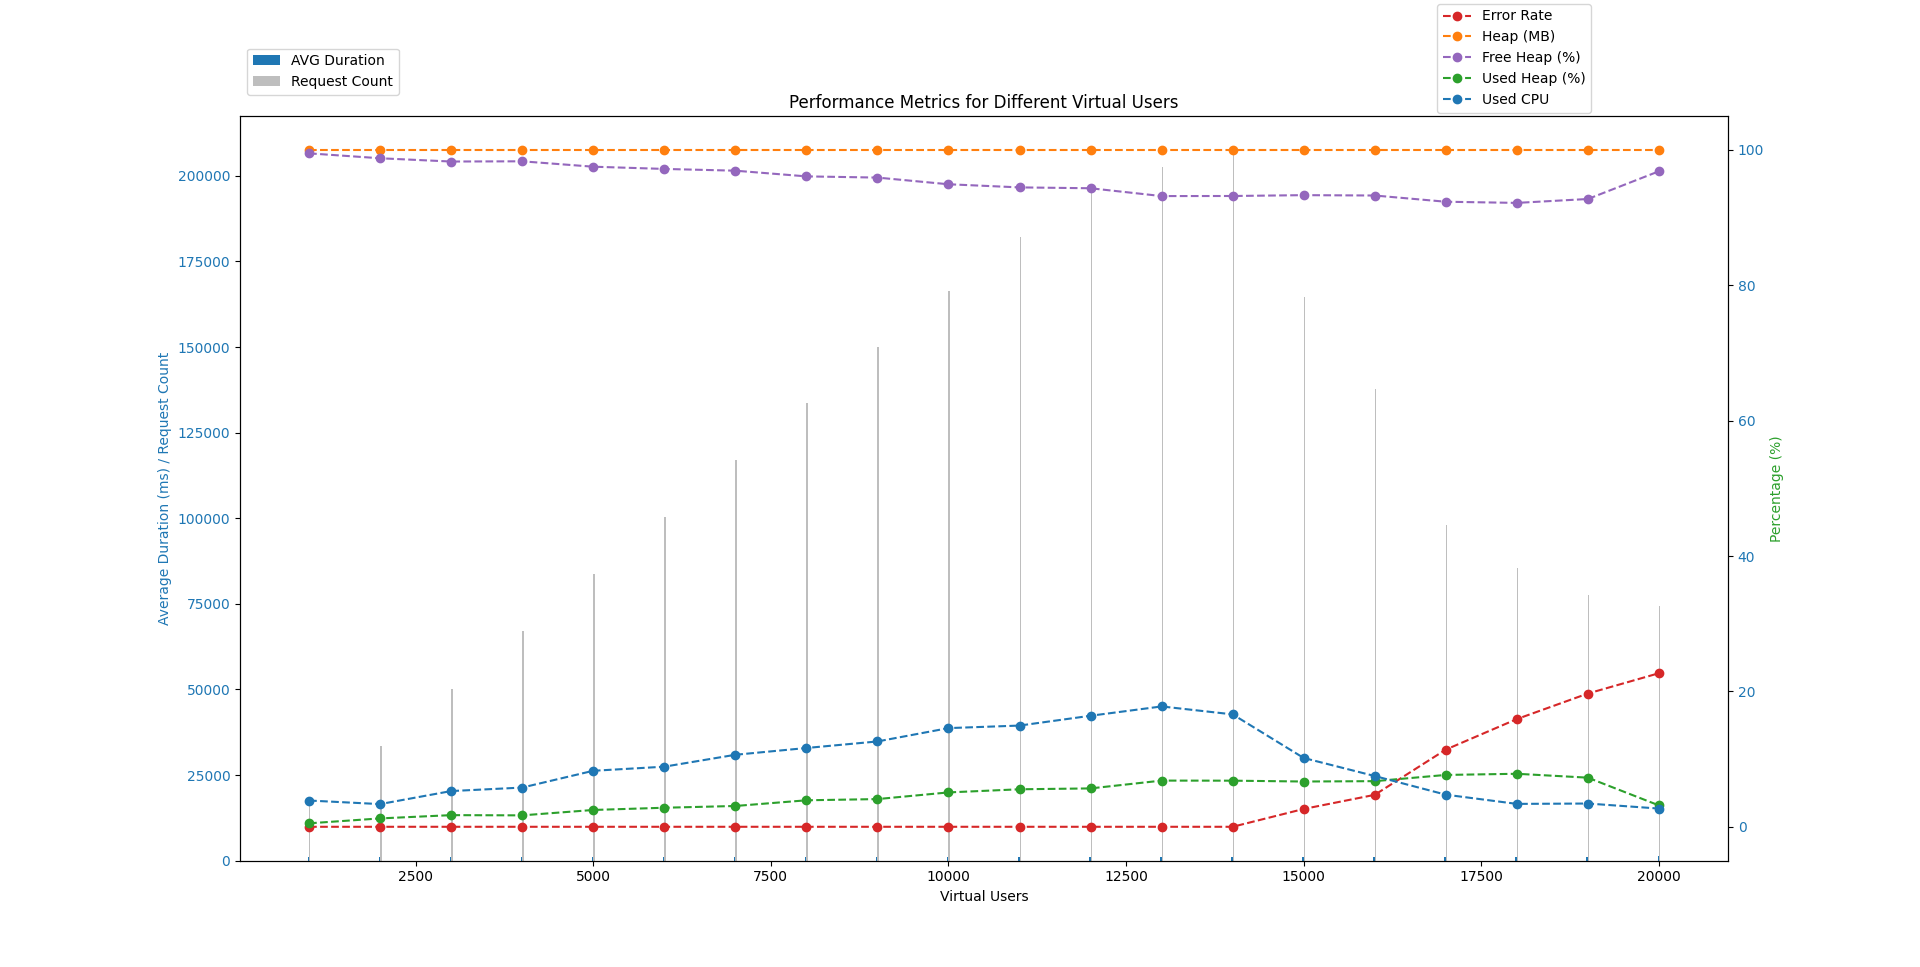 Error Rate
Heap (MB)
Free Heap (%)
Used Heap (%)
Used CPU
AVG Duration
Request Count
Performance Metrics for Different Virtual Users
Average Duration (ms) / Request Count
200000
175000
150000
125000
100000
75000
50000
25000
0
100
80
60
40
20
0
Percentage (%)
2500
5000
7500
10000
12500
15000
17500
20000
Virtual Users